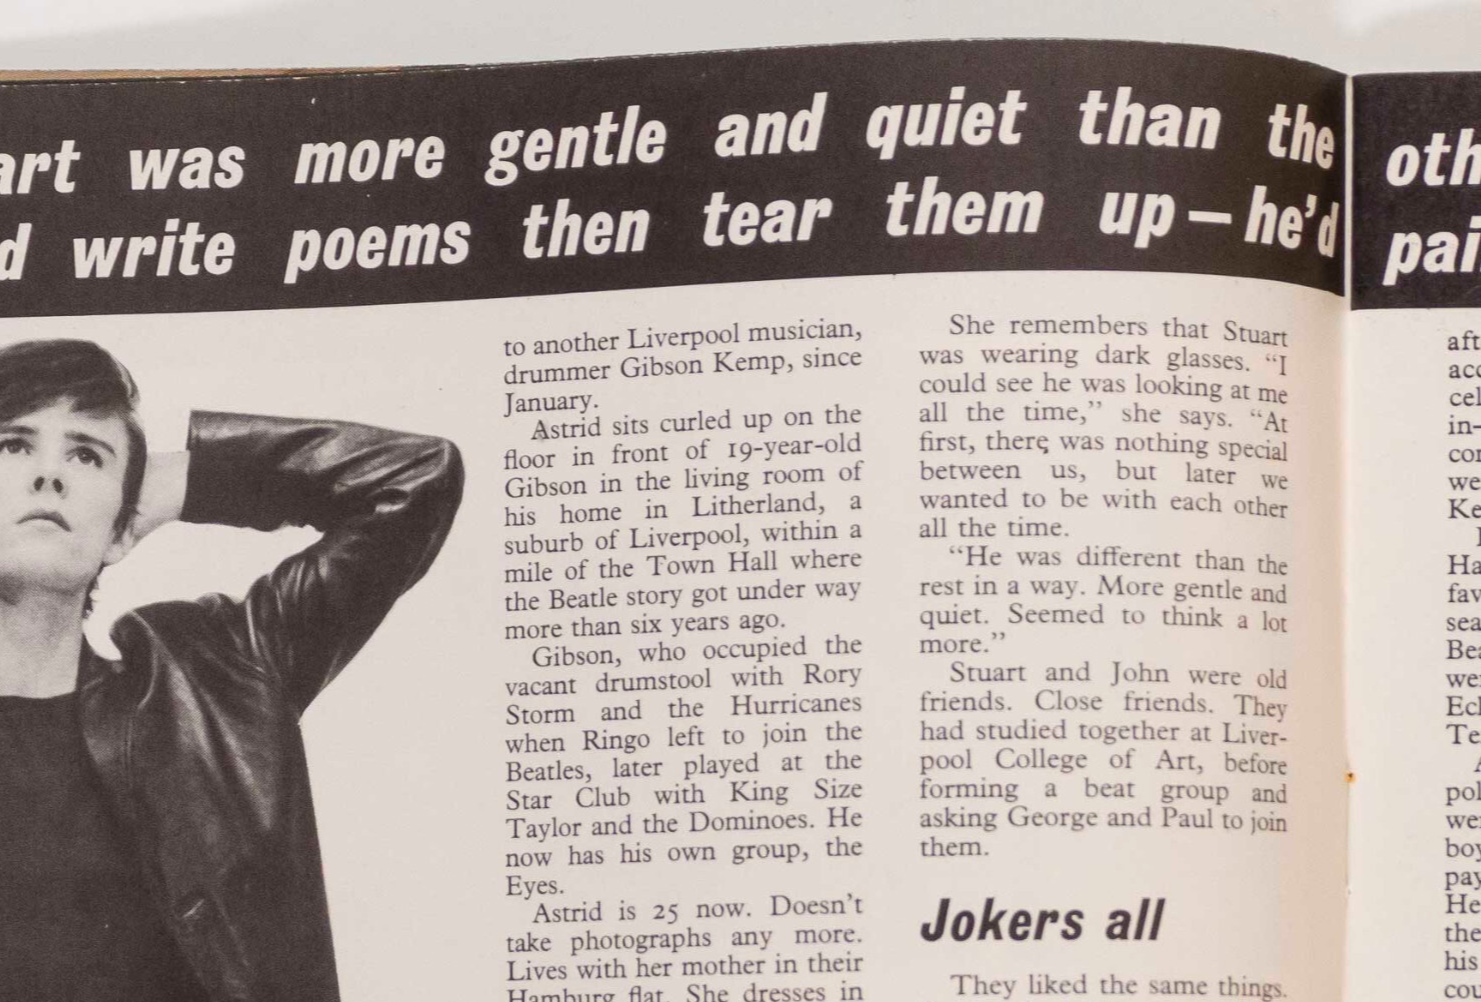 art was more gentle and quiet than the
d write poems then tear them up – he'd
to another Liverpool musician,
drummer Gibson Kemp, since
January.
Astrid sits curled up on the
floor in front of 19-year-old
Gibson in the living room of
his home in Litherland, a
suburb of Liverpool, within a
mile of the Town Hall where
the Beatle story got under way
more than six years ago.
Gibson, who occupied the
vacant drumstool with Rory
Storm and the Hurricanes
when Ringo left to join the
Beatles, later played at the
Star Club with King Size
Taylor and the Dominoes. He
now has his own group, the
Eyes.
Astrid is 25 now. Doesn't
take photographs any more.
Lives with her mother in their
Hamburg flat. She dresses in
She remembers that Stuart
was wearing dark glasses. “I
could see he was looking at me
all the time,” she says. “At
first, there was nothing special
between us, but later we
wanted to be with each other
all the time.
“He was different than the
rest in a way. More gentle and
quiet. Seemed to think a lot
more.”
Stuart and John were old
friends. Close friends. They
had studied together at Liver-
pool College of Art, before
forming a beat group and
asking George and Paul to join
them.
Jokers all
They liked the same things.
oth
pai
aft
acc
cel
in-
con
we
Ke
Ha
fav
sea
Bea
wer
Ecl
Te
pol
wer
boy
pay
He
the
his
cou